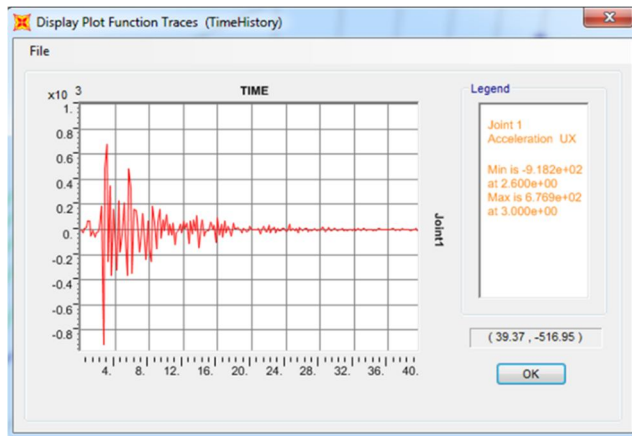 Display Plot Function Traces (TimeHistory)
File
x10 3
TIME
1.
0.8
0.6
0.4
0.2
0.
-0.2
-0.4
-0.6
-0.8
4. 8. 12. 16. 20. 24. 28. 32. 36. 40.
Joint1
Legend
Joint 1
Acceleration UX
Min is -9.182e+02
at 2.600e+00
Max is 6.769e+02
at 3.000e+00
( 39.37 , -516.95 )
OK